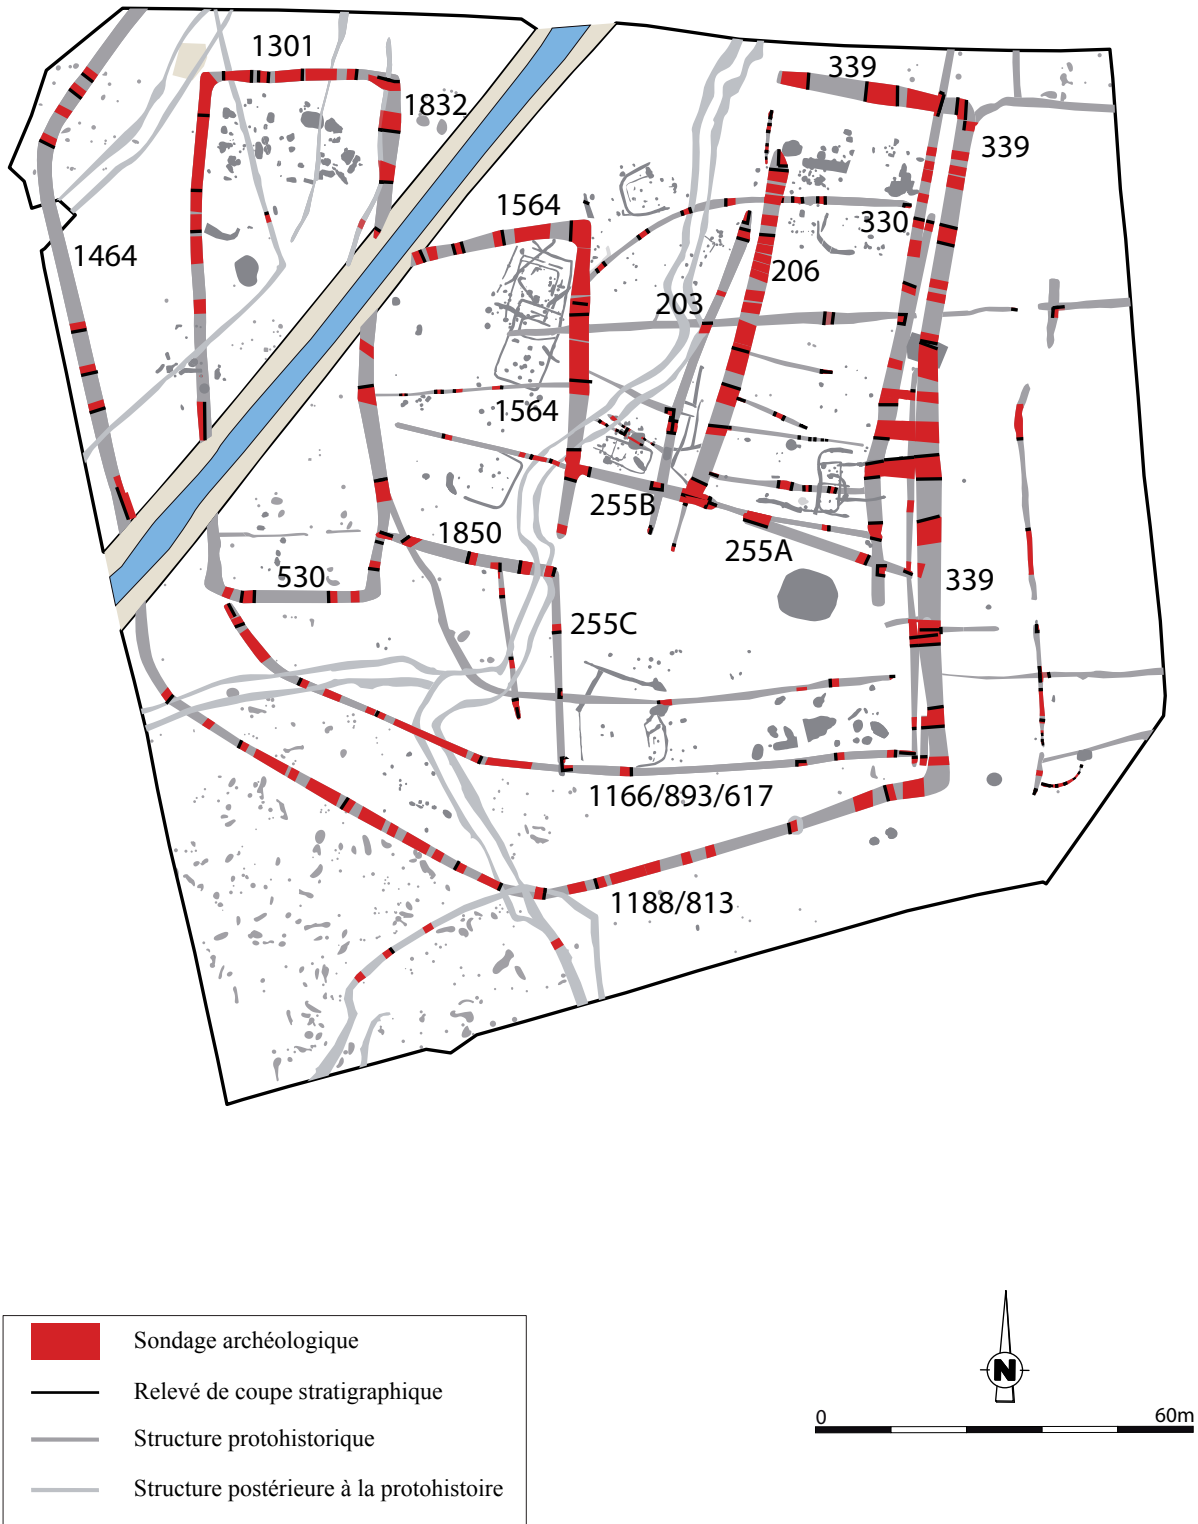 1301
339
1832
339
1564
330
1464
206
203
1564
255B
255A
1850
530
339
255C
1166/893/617
1188/813
Sondage archéologique
Relevé de coupe stratigraphique
Structure protohistorique
Structure postérieure à la protohistoire
N
0 60m